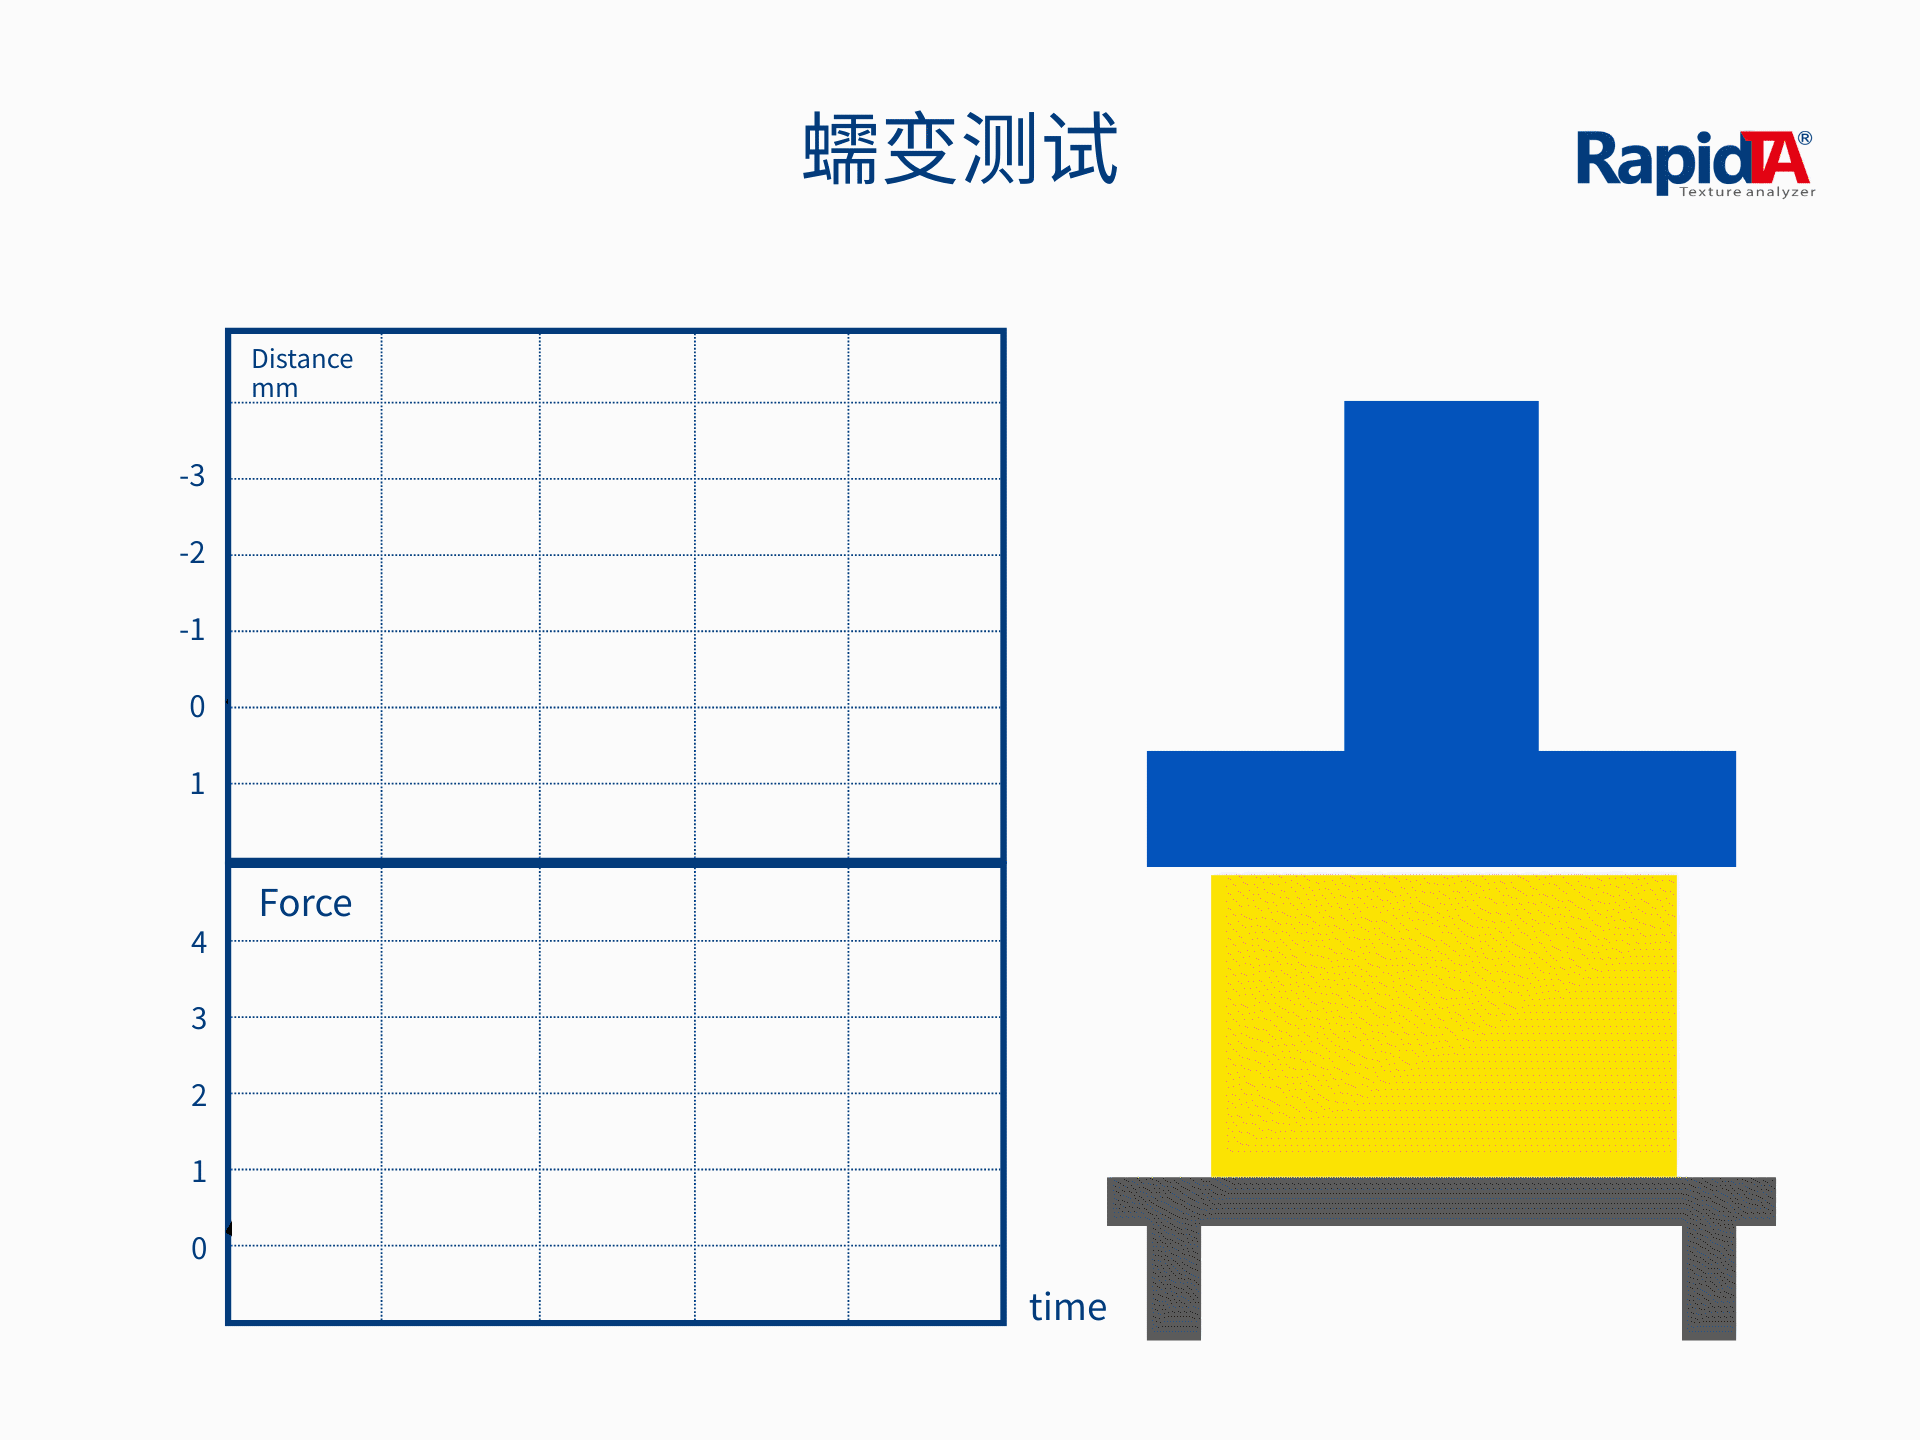 蠕变测试
RapidTA®
Texture analyzer
Distance
mm
-3
-2
-1
0
1
Force
4
3
2
1
0
time